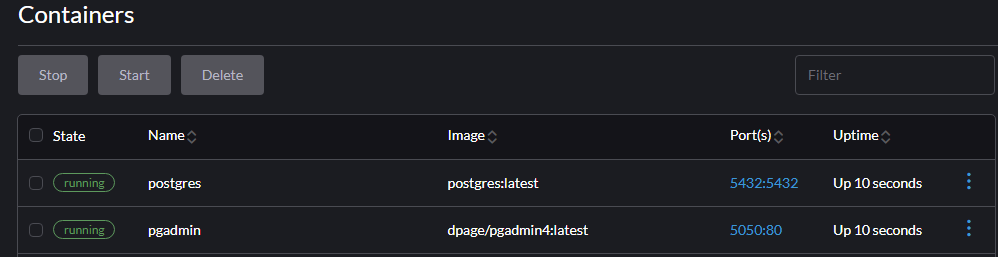 Containers
Stop Start Delete Filter
State Name Image Port(s) Uptime
running postgres postgres:latest 5432:5432 Up 10 seconds
running pgadmin dpage/pgadmin4:latest 5050:80 Up 10 seconds